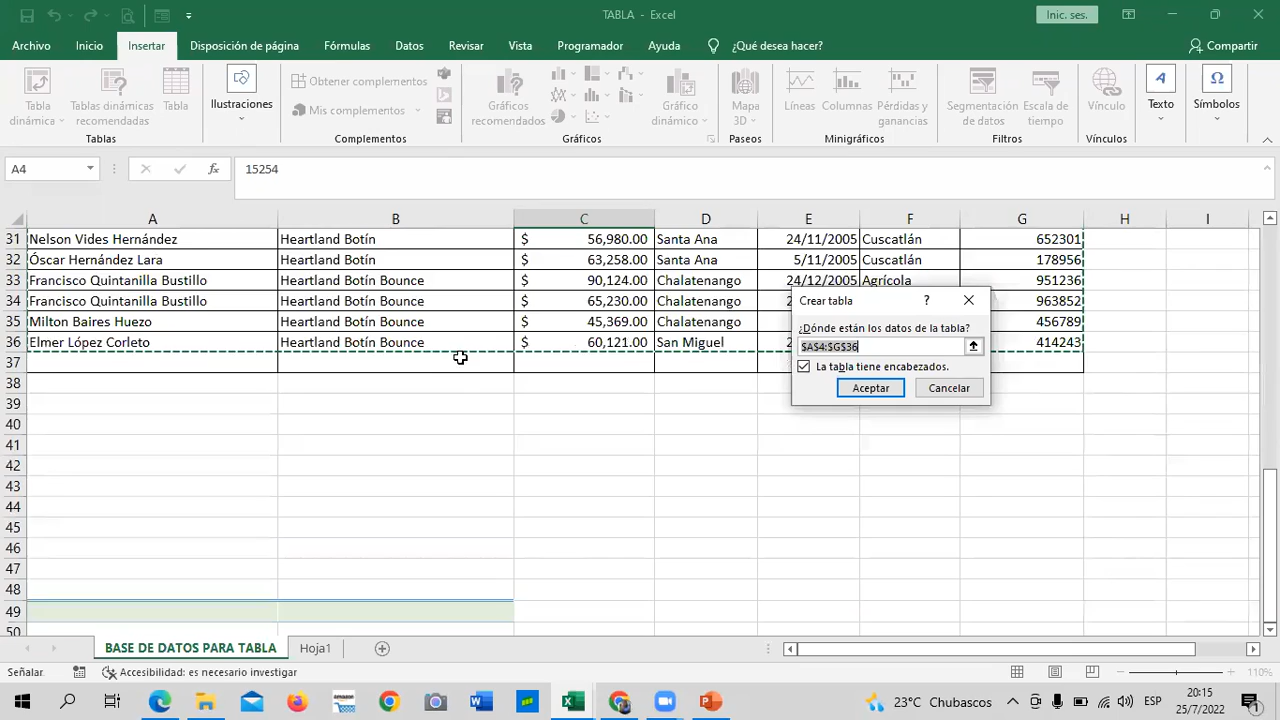 TABLA - Excel
Inic. ses.
Archivo Inicio Insertar Disposición de página Fórmulas Datos Revisar Vista Programador Ayuda ¿Qué desea hacer? Compartir
Tabla dinámica
Tablas dinámicas recomendadas
Tabla
Ilustraciones
Obtener complementos
Mis complementos
Gráficos recomendados
Gráfico dinámico
Mapa 3D
Líneas
Columnas
Pérdidas y ganancias
Segmentación de datos
Escala de tiempo
Vínculo
Texto
Símbolos
Tablas Complementos Gráficos Paseos Minigráficos Filtros Vínculos
A4 fx 15254
A B C D E F G H I
31 Nelson Vides Hernández Heartland Botín $ 56,980.00 Santa Ana 24/11/2005 Cuscatlán 652301
32 Óscar Hernández Lara Heartland Botín $ 63,258.00 Santa Ana 5/11/2005 Cuscatlán 178956
33 Francisco Quintanilla Bustillo Heartland Botín Bounce $ 90,124.00 Chalatenango 24/12/2005 Agrícola 951236
34 Francisco Quintanilla Bustillo Heartland Botín Bounce $ 65,230.00 Chalatenango 2 963852
35 Milton Baires Huezo Heartland Botín Bounce $ 45,369.00 Chalatenango 456789
36 Elmer López Corleto Heartland Botín Bounce $ 60,121.00 San Miguel 2 414243
37
38
39
40
41
42
43
44
45
46
47
48
49
50
Crear tabla ?
¿Dónde están los datos de la tabla?
$A$4:$G$36
La tabla tiene encabezados.
Aceptar Cancelar
BASE DE DATOS PARA TABLA Hoja1
Señalar. Accesibilidad: es necesario investigar 110%
23°C Chubascos ESP 20:15
25/7/2022